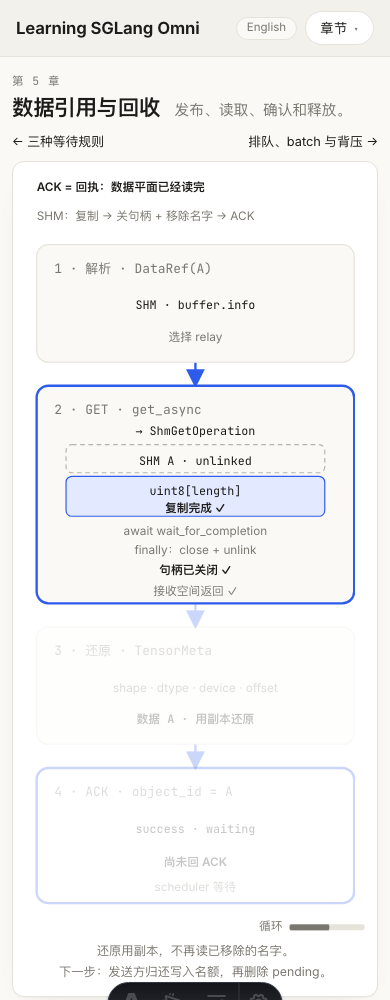 Learning SGLang Omni
English
章节
第 5 章
数据引用与回收 发布、读取、确认和释放。
← 三种等待规则
排队、batch 与背压 →
ACK = 回执：数据平面已经读完
SHM：复制 → 关句柄 + 移除名字 → ACK
1 · 解析 · DataRef(A)
SHM · buffer.info
选择 relay
2 · GET · get_async
→ ShmGetOperation
SHM A · unlinked
uint8[length]
复制完成 ✓
await wait_for_completion
finally: close + unlink
句柄已关闭 ✓
接收空间返回 ✓
3 · 还原 · TensorMeta
shape · dtype · device · offset
数据 A · 用副本还原
4 · ACK · object_id = A
success · waiting
尚未回 ACK
scheduler 等待
循环
还原用副本，不再读已移除的名字。
下一步：发送方归还写入名额，再删除 pending。